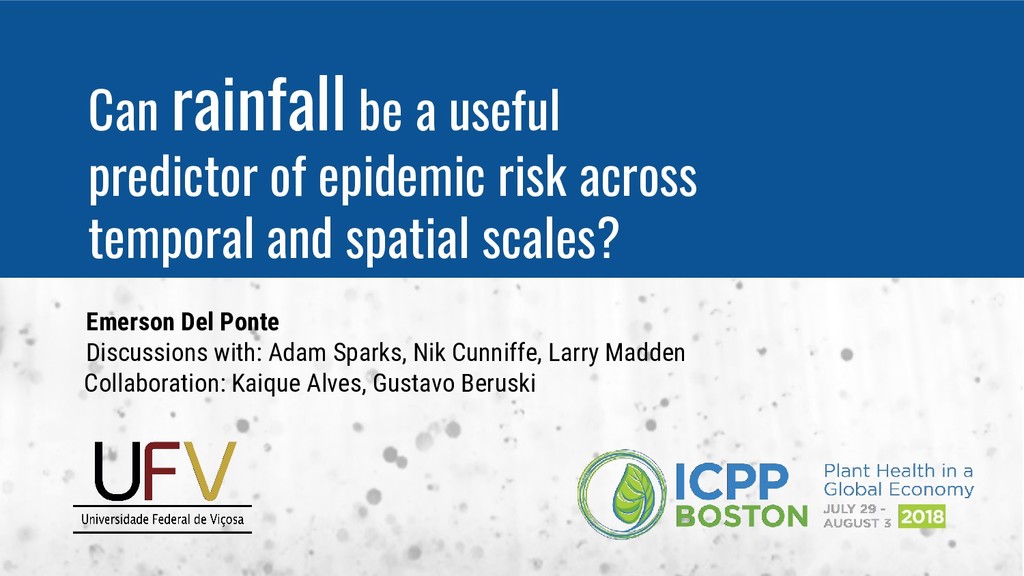 Can rainfall be a useful
predictor of epidemic risk across
temporal and spatial scales?
Emerson Del Ponte
Discussions with: Adam Sparks, Nik Cunniffe, Larry Madden
Collaboration: Kaique Alves, Gustavo Beruski
UFV
Universidade Federal de Viçosa
ICPP
BOSTON
Plant Health in a
Global Economy
JULY 29 -
AUGUST 3 2018